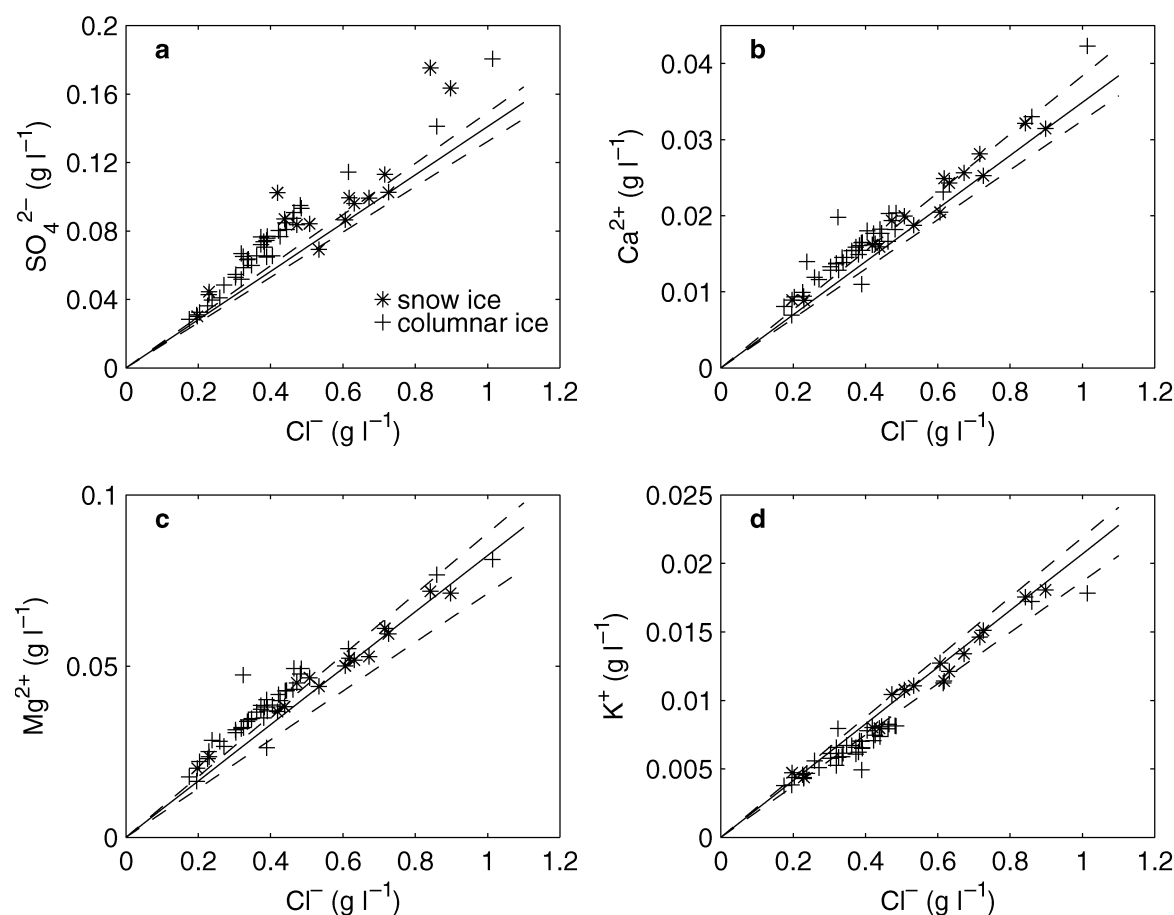 a
0.2
0.16
0.12
0.08
0.04
0
SO₄²⁻ (g l⁻¹)
snow ice
columnar ice
0 0.2 0.4 0.6 0.8 1 1.2
Cl⁻ (g l⁻¹)
b
0.04
0.03
0.02
0.01
0
Ca²⁺ (g l⁻¹)
0 0.2 0.4 0.6 0.8 1 1.2
Cl⁻ (g l⁻¹)
c
0.1
0.05
0
Mg²⁺ (g l⁻¹)
0 0.2 0.4 0.6 0.8 1 1.2
Cl⁻ (g l⁻¹)
d
0.025
0.02
0.015
0.01
0.005
0
K⁺ (g l⁻¹)
0 0.2 0.4 0.6 0.8 1 1.2
Cl⁻ (g l⁻¹)